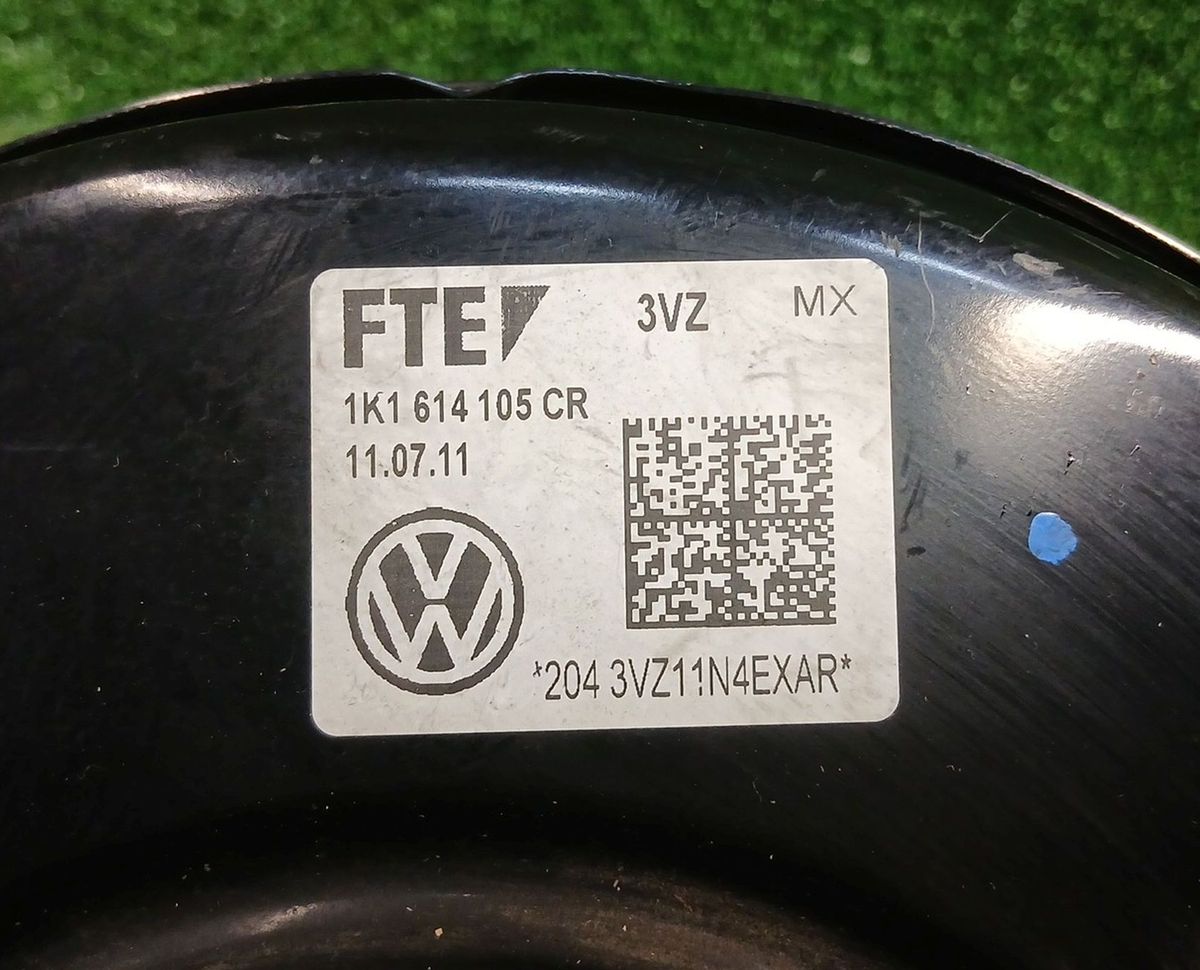 FTE 3VZ MX
1K1 614 105 CR
11.07.11
*204 3VZ11N4EXAR*